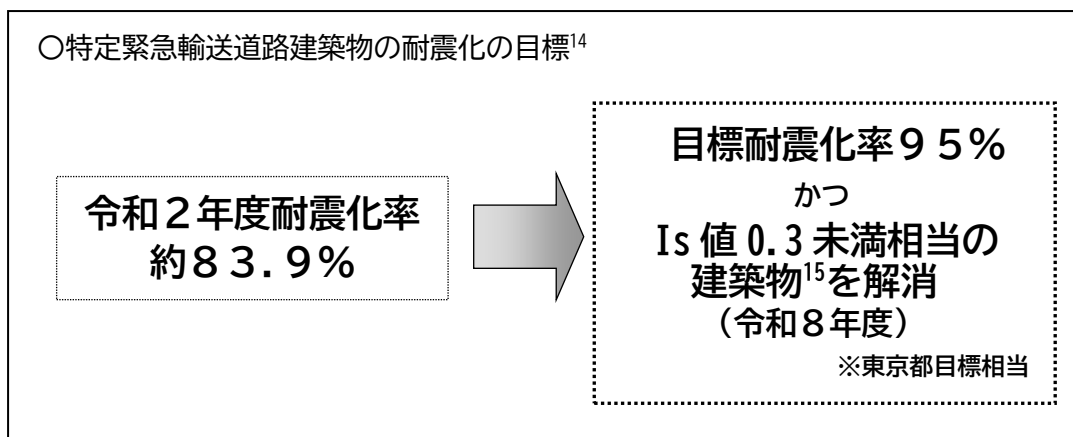 ○特定緊急輸送道路建築物の耐震化の目標14
令和２年度耐震化率
約８３.９％
目標耐震化率９５％
かつ
Is値0.3未満相当の
建築物15を解消
（令和８年度）
※東京都目標相当